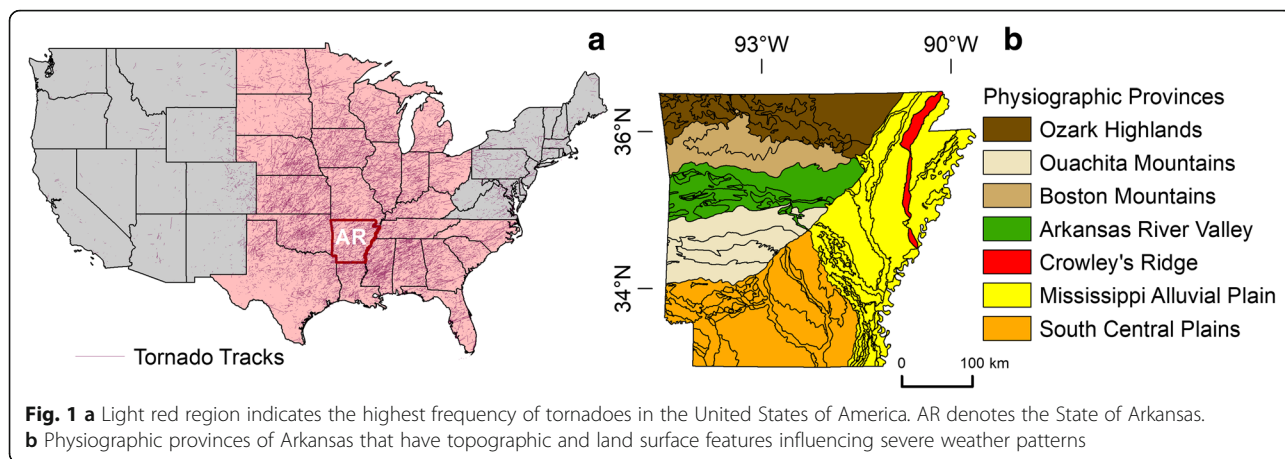 a
AR
Tornado Tracks
b
93°W
90°W
36°N
34°N
Physiographic Provinces
Ozark Highlands
Ouachita Mountains
Boston Mountains
Arkansas River Valley
Crowley's Ridge
Mississippi Alluvial Plain
South Central Plains
0
100 km
Fig. 1 a Light red region indicates the highest frequency of tornadoes in the United States of America. AR denotes the State of Arkansas.
b Physiographic provinces of Arkansas that have topographic and land surface features influencing severe weather patterns